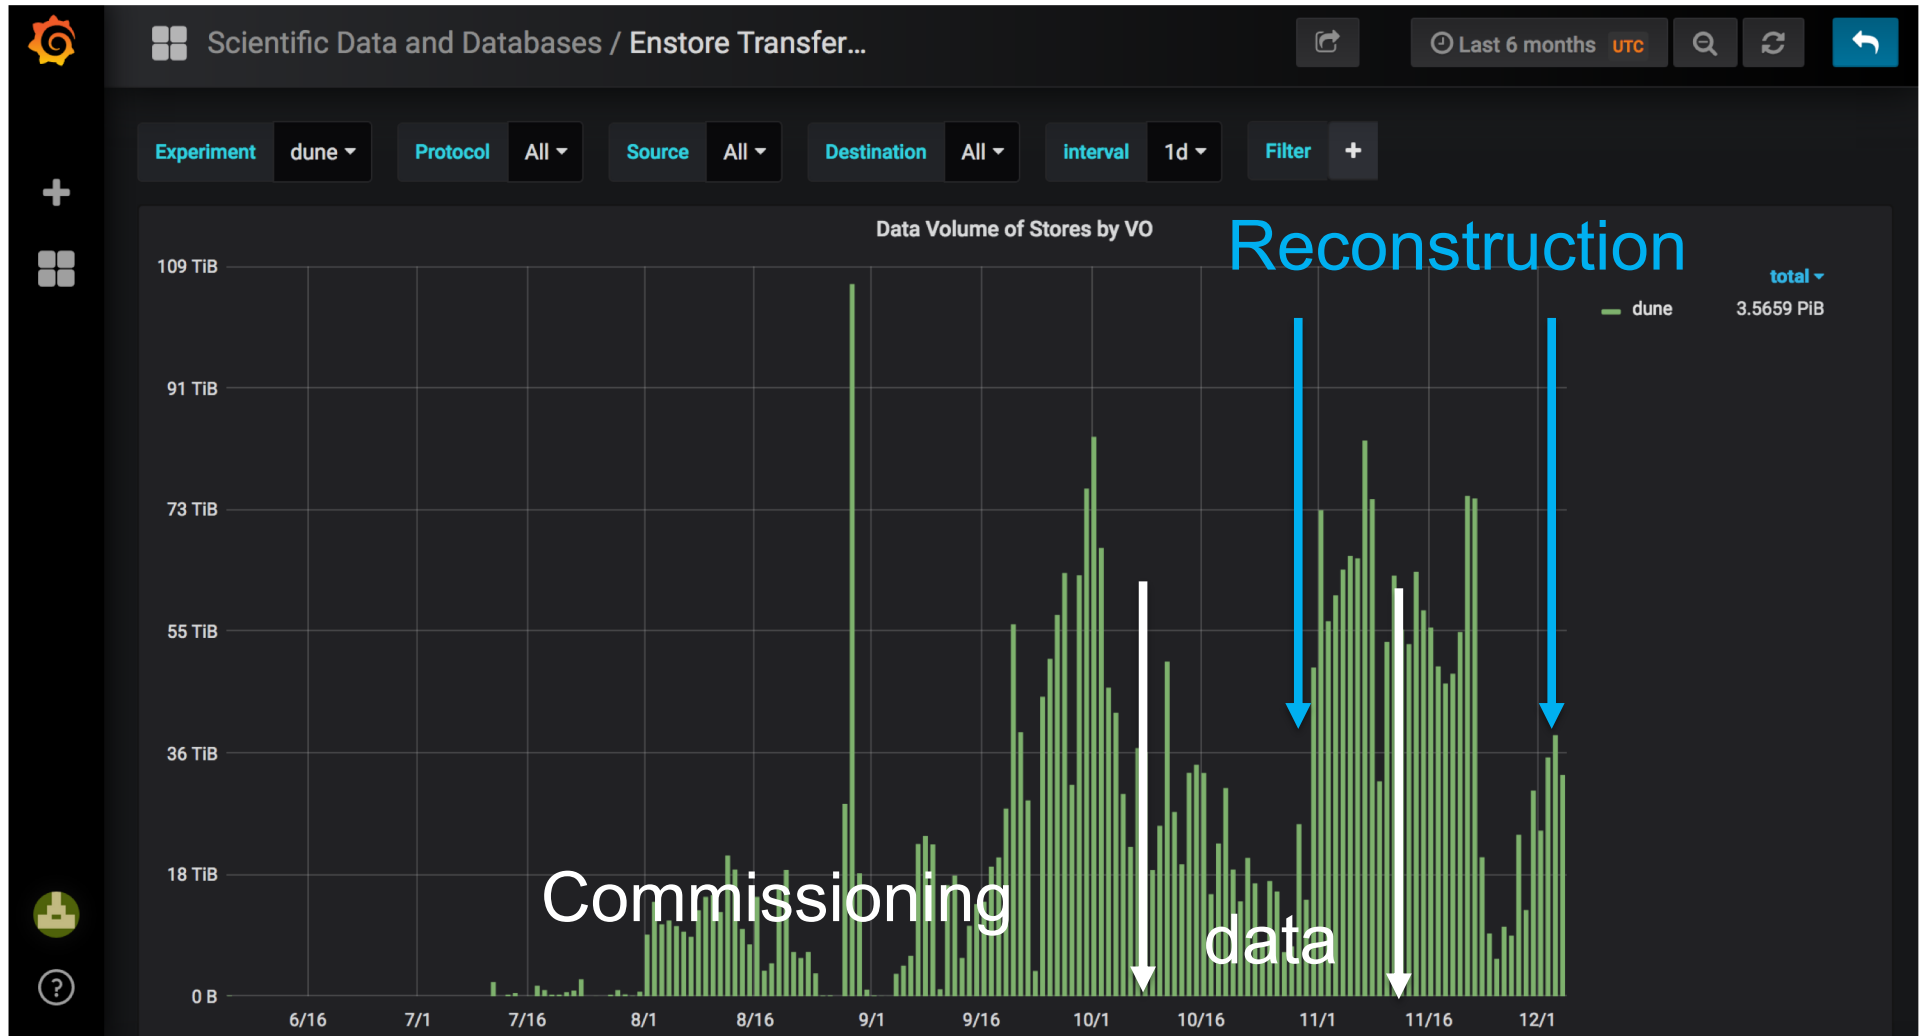 Scientific Data and Databases / Enstore Transfer...
Last 6 months UTC
Experiment dune Protocol All Source All Destination All interval 1d Filter +
Data Volume of Stores by VO
Reconstruction
total
dune 3.5659 PiB
109 TiB
91 TiB
73 TiB
55 TiB
36 TiB
18 TiB
0 B
Commissioning
data
6/16 7/1 7/16 8/1 8/16 9/1 9/16 10/1 10/16 11/1 11/16 12/1